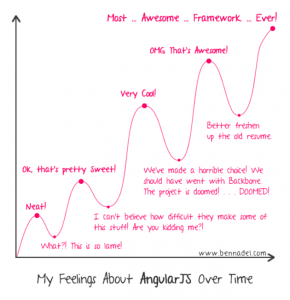 Most ... Awesome ... Framework ... Ever!
OMG That's Awesome!
Very Cool!
Better freshen
up the old resume.
Ok, that's pretty Sweet!
We've made a horrible choice! We
should have went with Backbone.
The project is doomed! . . . . DOOMED!
Neat!
I can't believe how difficult they make some of
this stuff! Are you kidding me?!
What?! This is so lame!
www.bennadel.com
My Feelings About AngularJS Over Time